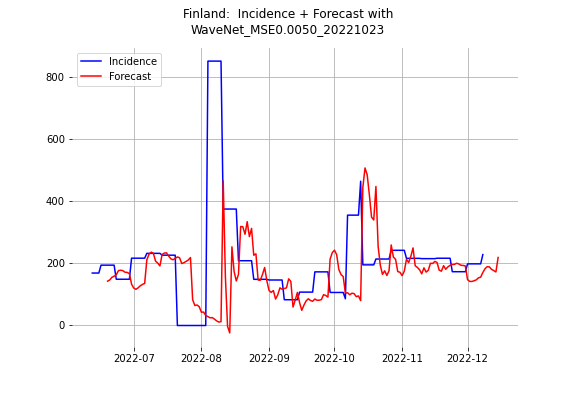 Finland:  Incidence + Forecast with
WaveNet_MSE0.0050_20221023
Incidence
Forecast
800
600
400
200
0
2022-07
2022-08
2022-09
2022-10
2022-11
2022-12